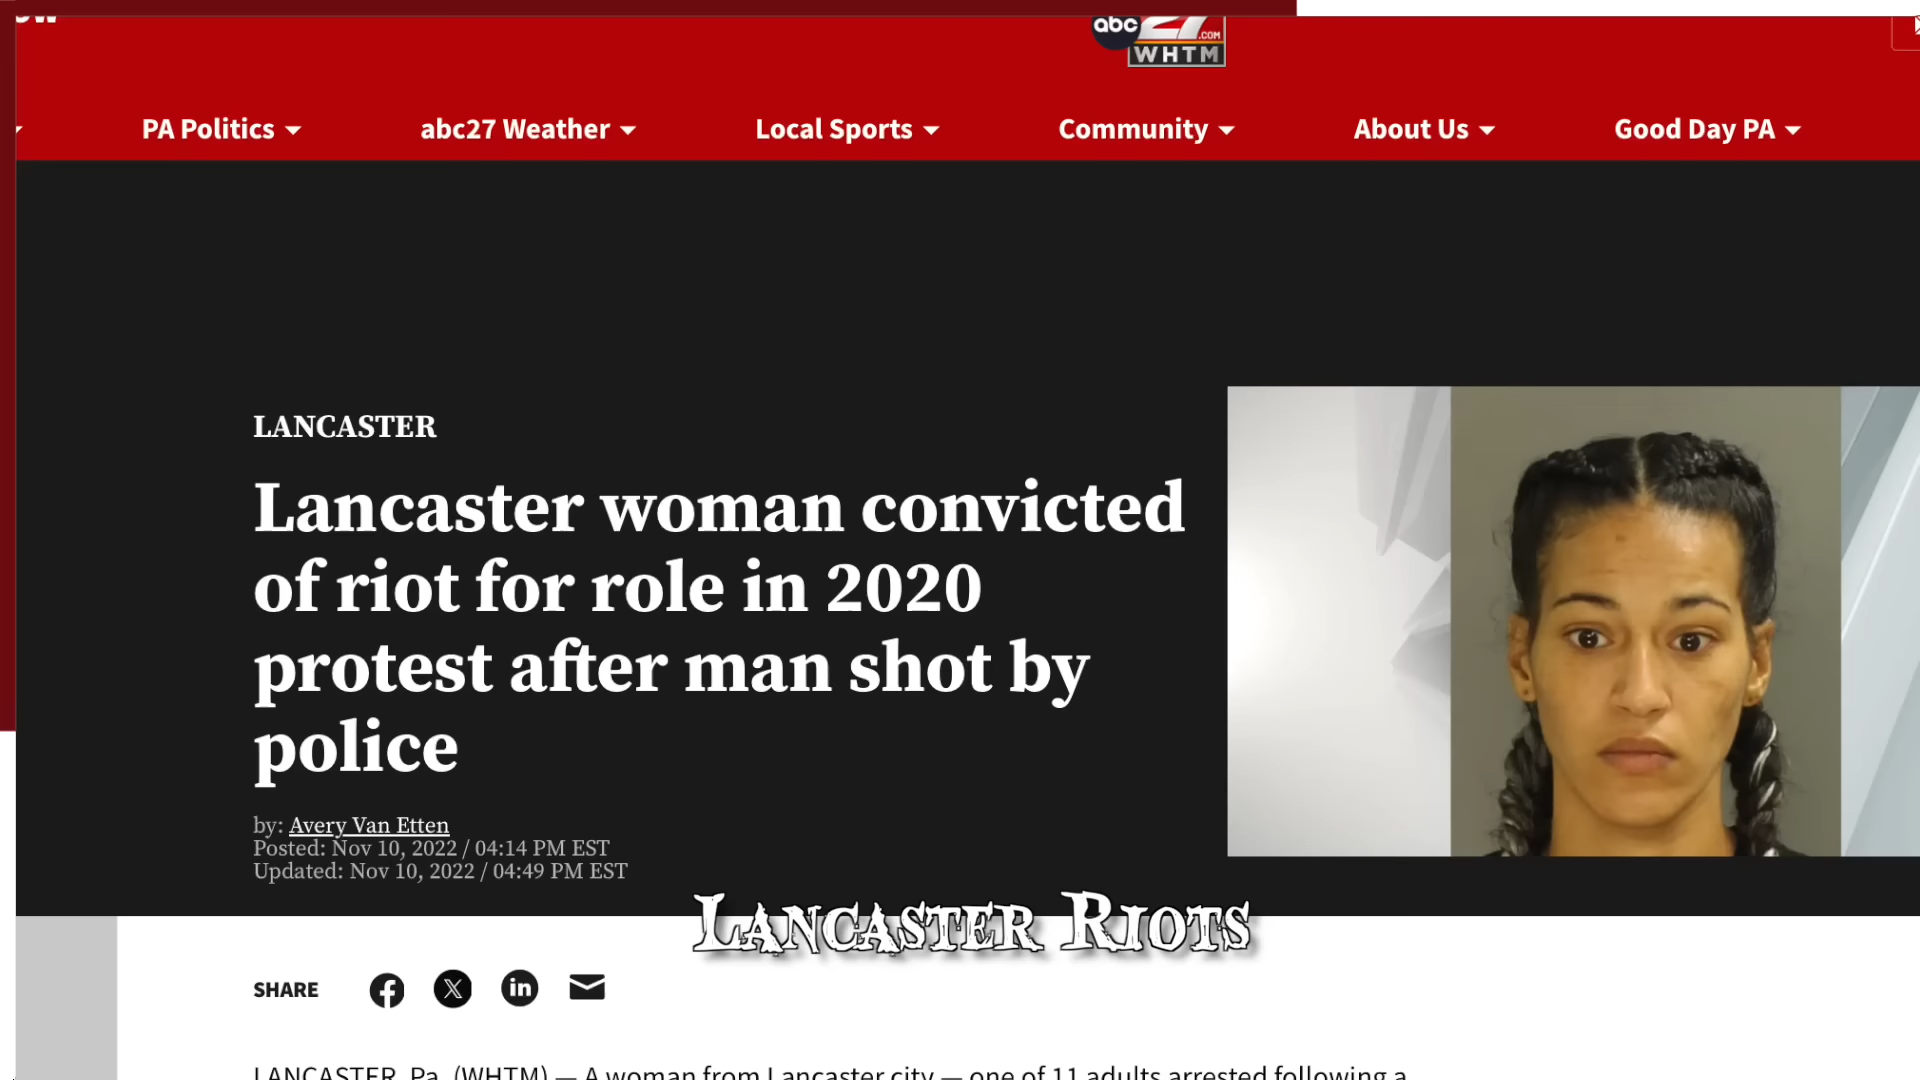 abc 27 .COM
WHTM
PA Politics abc27 Weather Local Sports Community About Us Good Day PA
LANCASTER
Lancaster woman convicted
of riot for role in 2020
protest after man shot by
police
by: Avery Van Etten
Posted: Nov 10, 2022 / 04:14 PM EST
Updated: Nov 10, 2022 / 04:49 PM EST
Lancaster Riots
SHARE
LANCASTER, Pa. (WHTM) — A woman from Lancaster city — one of 11 adults arrested following a